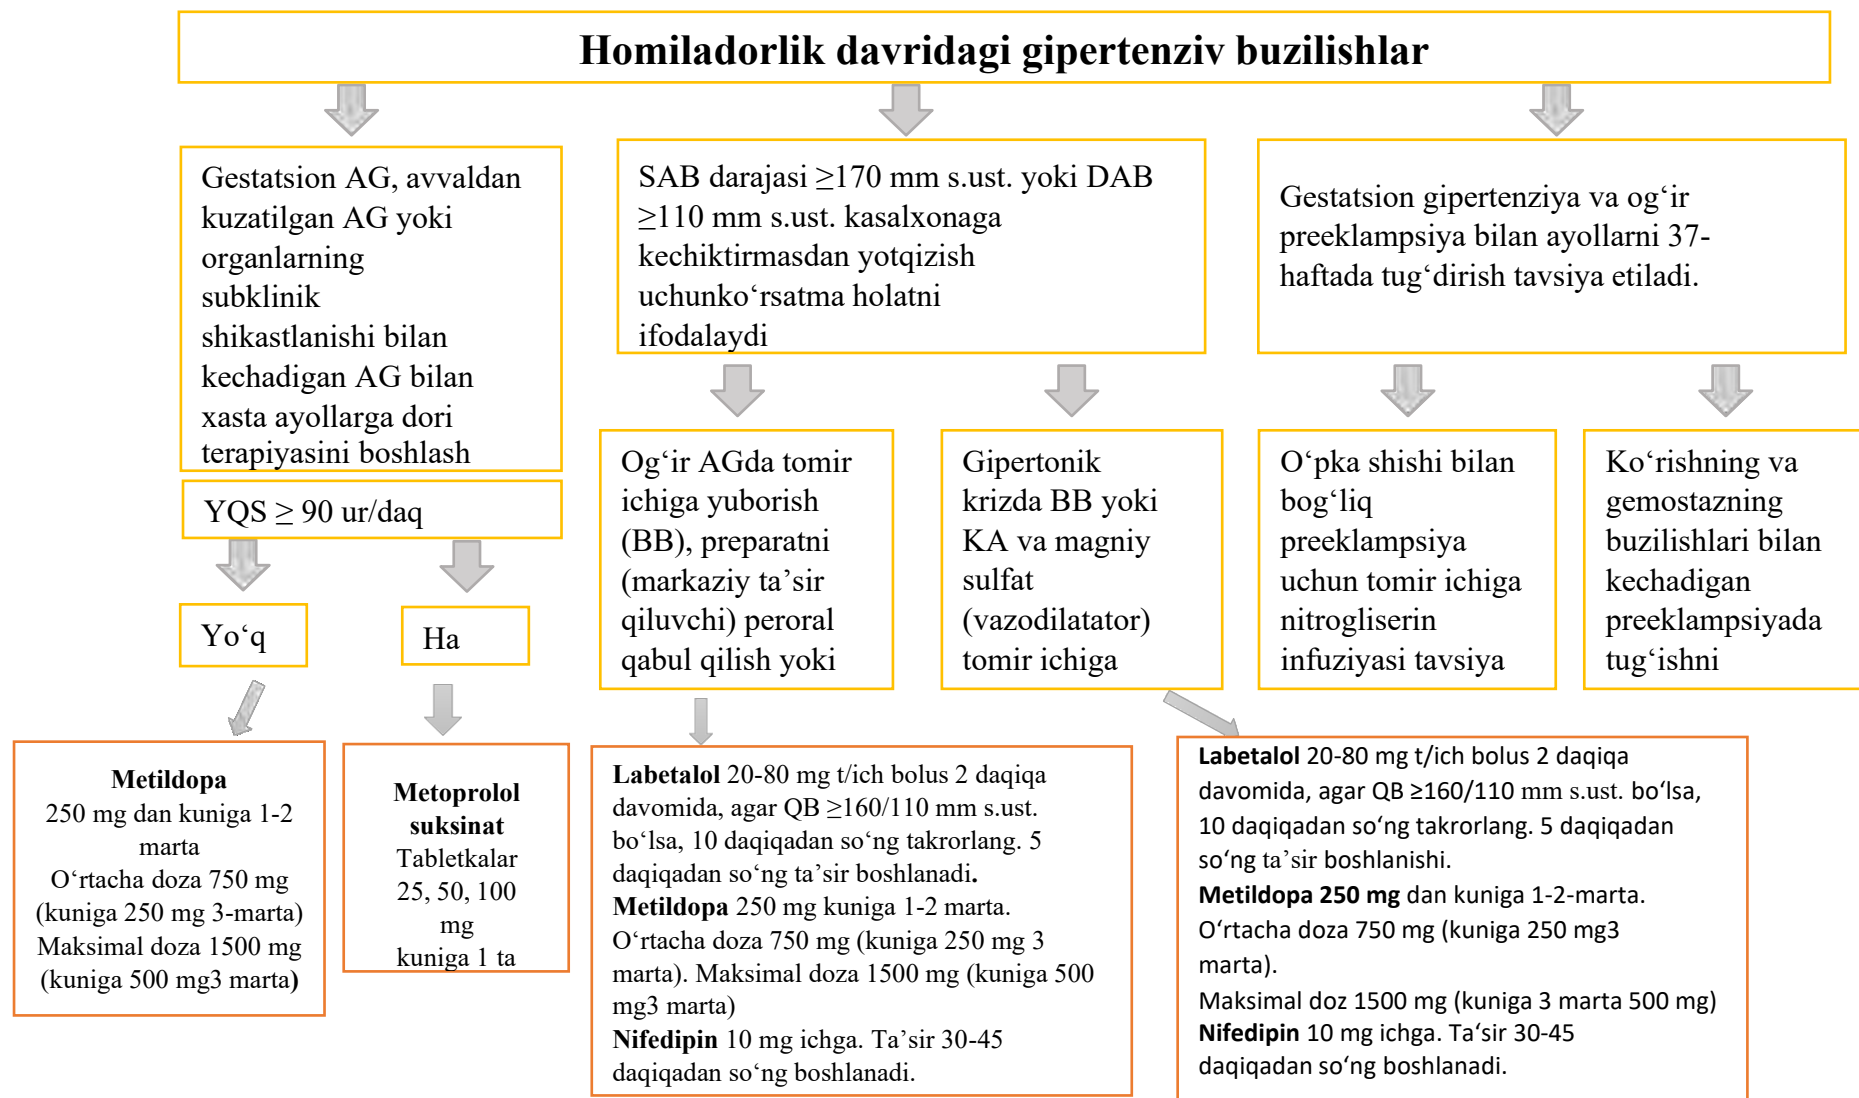 Homiladorlik davridagi gipertenziv buzilishlar
Gestatsion AG, avvaldan
kuzatilgan AG yoki
organlarning
subklinik
shikastlanishi bilan
kechadigan AG bilan
xasta ayollarga dori
terapiyasini boshlash
SAB darajasi ≥170 mm s.ust. yoki DAB
≥110 mm s.ust. kasalxonaga
kechiktirmasdan yotqizish
uchunko‘rsatma holatni
ifodalaydi
Gestatsion gipertenziya va og‘ir
preeklampsiya bilan ayollarni 37-
haftada tug‘dirish tavsiya etiladi.
YQS ≥ 90 ur/daq
Yo‘q
Ha
Og‘ir AGda tomir
ichiga yuborish
(BB), preparatni
(markaziy ta’sir
qiluvchi) peroral
qabul qilish yoki
Gipertonik
krizda BB yoki
KA va magniy
sulfat
(vazodilatator)
tomir ichiga
O‘pka shishi bilan
bog‘liq
preeklampsiya
uchun tomir ichiga
nitrogliserin
infuziyasi tavsiya
Ko‘rishning va
gemostazning
buzilishlari bilan
kechadigan
preeklampsiyada
tug‘ishni
Metildopa
250 mg dan kuniga 1-2
marta
O‘rtacha doza 750 mg
(kuniga 250 mg 3-marta)
Maksimal doza 1500 mg
(kuniga 500 mg3 marta)
Metoprolol
suksinat
Tabletkalar
25, 50, 100
mg
kuniga 1 ta
Labetalol 20-80 mg t/ich bolus 2 daqiqa
davomida, agar QB ≥160/110 mm s.ust.
bo‘lsa, 10 daqiqadan so‘ng takrorlang. 5
daqiqadan so‘ng ta’sir boshlanadi.
Metildopa 250 mg kuniga 1-2 marta.
O‘rtacha doza 750 mg (kuniga 250 mg 3
marta). Maksimal doza 1500 mg (kuniga 500
mg3 marta)
Nifedipin 10 mg ichga. Ta’sir 30-45
daqiqadan so‘ng boshlanadi.
Labetalol 20-80 mg t/ich bolus 2 daqiqa
davomida, agar QB ≥160/110 mm s.ust. bo‘lsa,
10 daqiqadan so‘ng takrorlang. 5 daqiqadan
so‘ng ta’sir boshlanishi.
Metildopa 250 mg dan kuniga 1-2-marta.
O‘rtacha doza 750 mg (kuniga 250 mg3
marta).
Maksimal doz 1500 mg (kuniga 3 marta 500 mg)
Nifedipin 10 mg ichga. Ta‘sir 30-45
daqiqadan so‘ng boshlanadi.